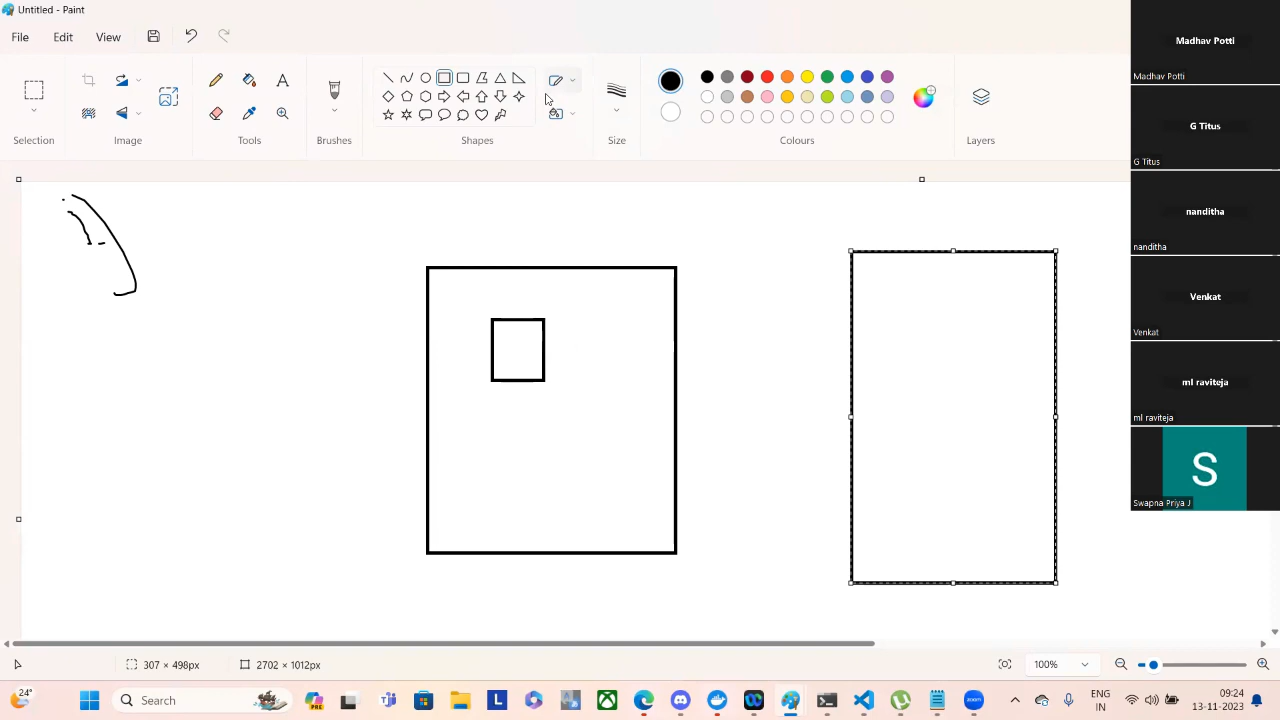 Untitled - Paint
File Edit View
Selection Image Tools Brushes Shapes Size Colours Layers
Madhav Potti
Madhav Potti
G Titus
G Titus
nanditha
nanditha
Venkat
Venkat
ml raviteja
ml raviteja
S
Swapna Priya J
307 × 498px 2702 × 1012px 100%
24° Search L ENG IN 09:24 13-11-2023
zoom